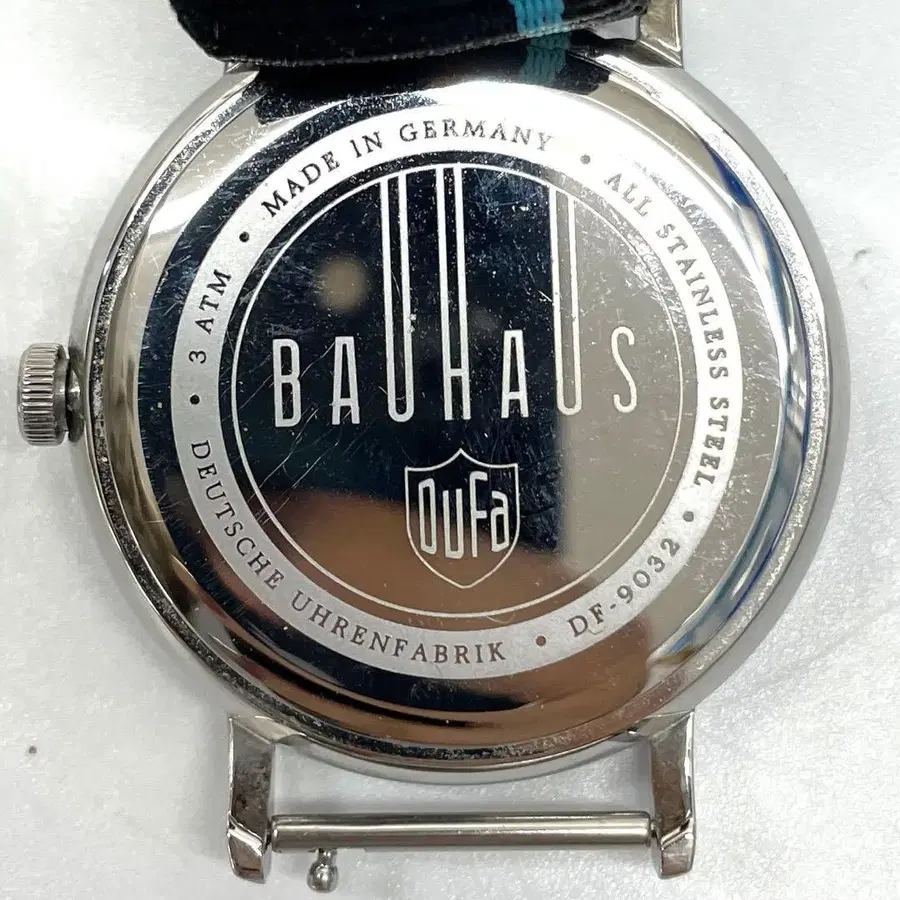 MADE IN GERMANY • ALL STAINLESS STEEL • DF-9032 • DEUTSCHE UHRENFABRIK • 3 ATM •
BAUHAUS
DUFa